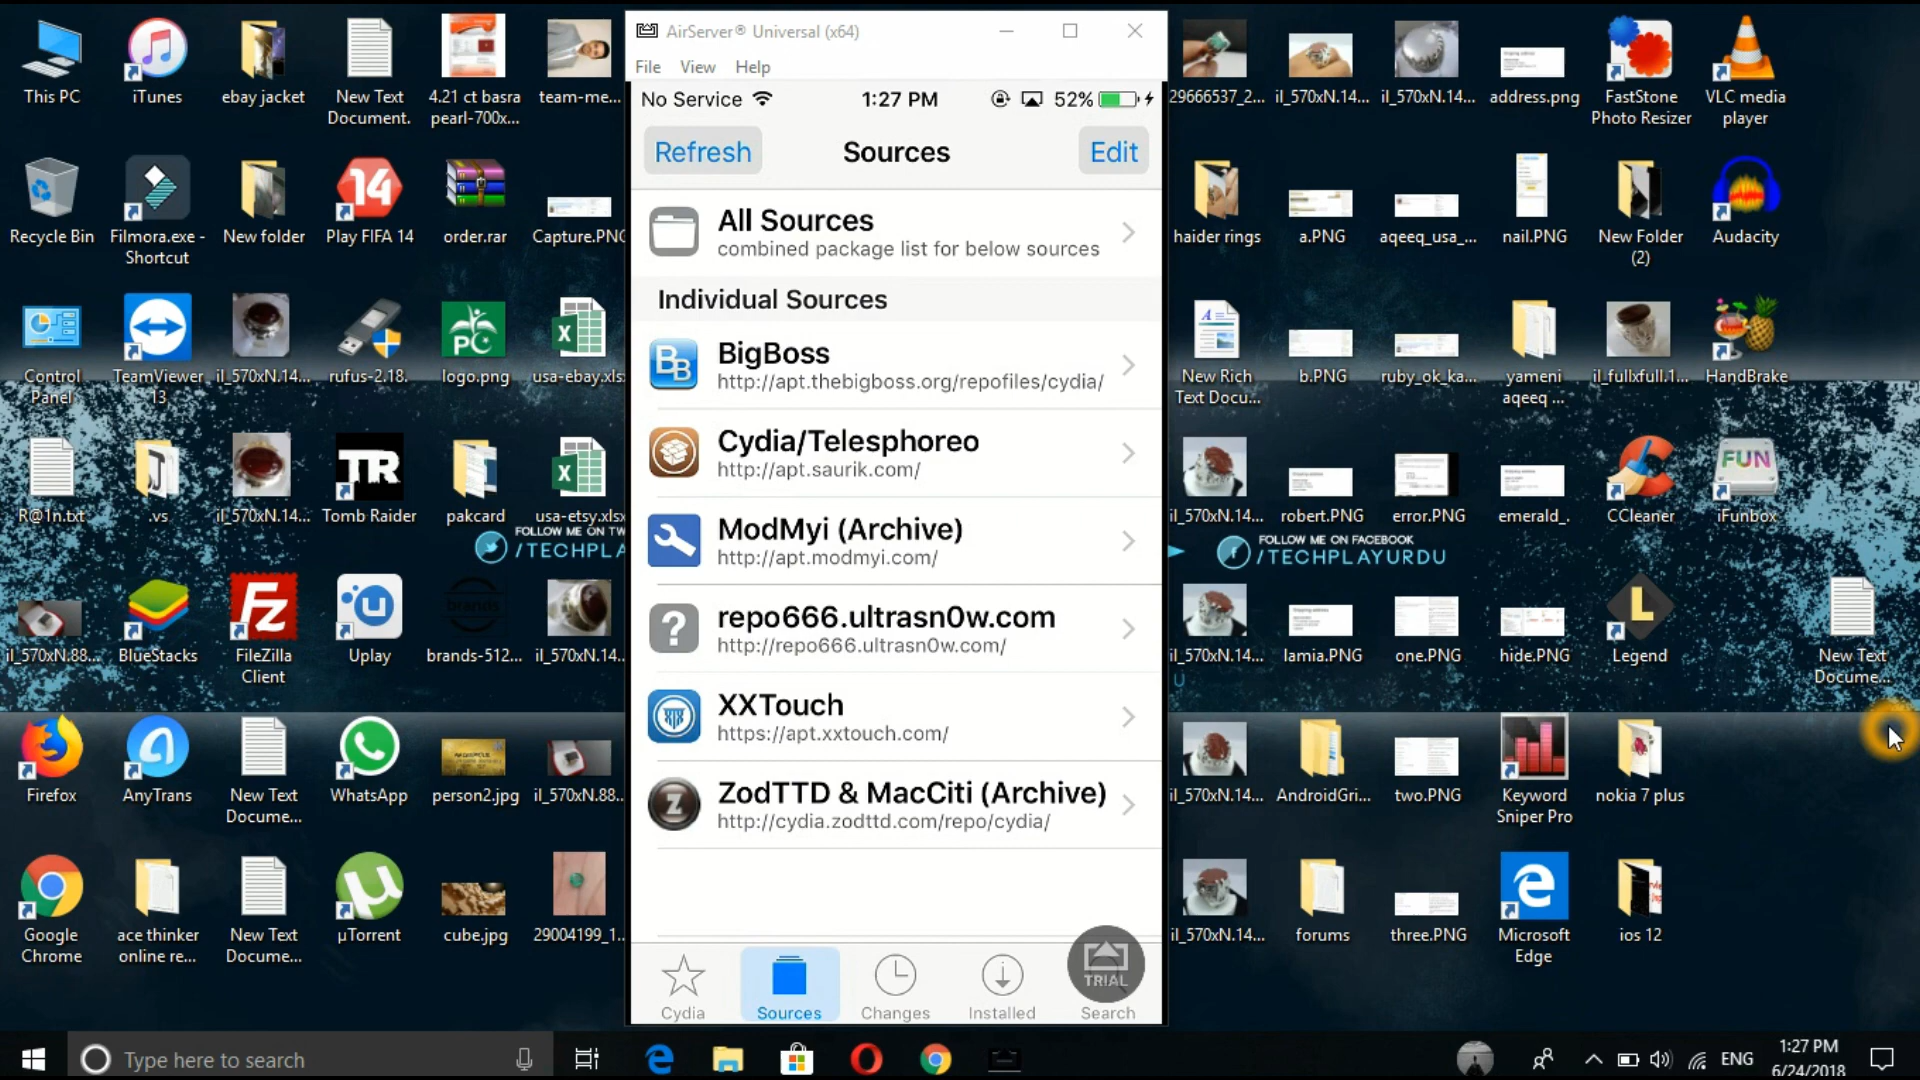 This PC
iTunes
ebay jacket
New Text
Document.
4.21 ct basra
pearl-700x...
team-me...
Recycle Bin
Filmora.exe -
Shortcut
New folder
Play FIFA 14
14
order.rar
Capture.PNG
Control
Panel
TeamViewer
13
il_570xN.14...
rufus-2.18.
PC
logo.png
usa-ebay.xls
R@1n.txt
.vs
il_570xN.14...
TR
Tomb Raider
pakcard
usa-etsy.xlsx
FOLLOW ME ON TW
/TECHPLA
il_570xN.88...
BlueStacks
Fz
FileZilla
Client
Uplay
brands
brands-512...
il_570xN.14...
Firefox
AnyTrans
New Text
Docume...
WhatsApp
person2.jpg
il_570xN.88...
Google
Chrome
ace thinker
online re...
New Text
Docume...
µTorrent
cube.jpg
29004199_1...
AirServer® Universal (x64)
File View Help
No Service 1:27 PM 52%
Refresh Sources Edit
All Sources
combined package list for below sources
Individual Sources
BigBoss
http://apt.thebigboss.org/repofiles/cydia/
Cydia/Telesphoreo
http://apt.saurik.com/
ModMyi (Archive)
http://apt.modmyi.com/
repo666.ultrasn0w.com
http://repo666.ultrasn0w.com/
XXTouch
https://apt.xxtouch.com/
ZodTTD & MacCiti (Archive)
http://cydia.zodttd.com/repo/cydia/
TRIAL
Cydia Sources Changes Installed Search
29666537_2...
il_570xN.14...
il_570xN.14...
address.png
FastStone
Photo Resizer
VLC media
player
haider rings
a.PNG
aqeeq_usa_...
nail.PNG
New Folder
(2)
Audacity
New Rich
Text Docu...
b.PNG
ruby_ok_ka...
yameni
aqeeq ...
il_fullxfull.1...
HandBrake
il_570xN.14...
robert.PNG
error.PNG
emerald_.
CCleaner
FUN
iFunbox
FOLLOW ME ON FACEBOOK
/TECHPLAYURDU
il_570xN.14...
lamia.PNG
one.PNG
hide.PNG
L
Legend
New Text
Docume...
il_570xN.14...
AndroidGri...
two.PNG
Keyword
Sniper Pro
nokia 7 plus
il_570xN.14...
forums
three.PNG
Microsoft
Edge
ios 12
Type here to search
ENG
1:27 PM
6/24/2018